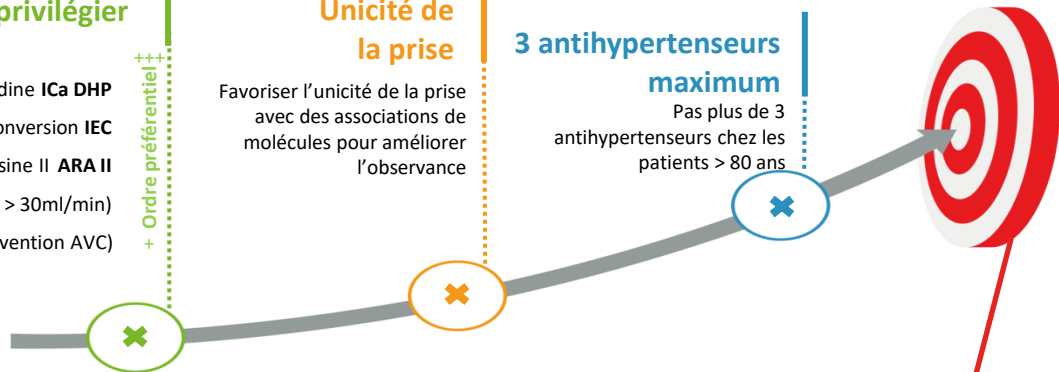 privilégier
dine ICa DHP
onversion IEC
sine II ARA II
> 30ml/min)
vention AVC)
+ Ordre préférentiel +++
Unicité de
la prise
Favoriser l’unicité de la prise
avec des associations de
molécules pour améliorer
l’observance
3 antihypertenseurs
maximum
Pas plus de 3
antihypertenseurs chez les
patients > 80 ans